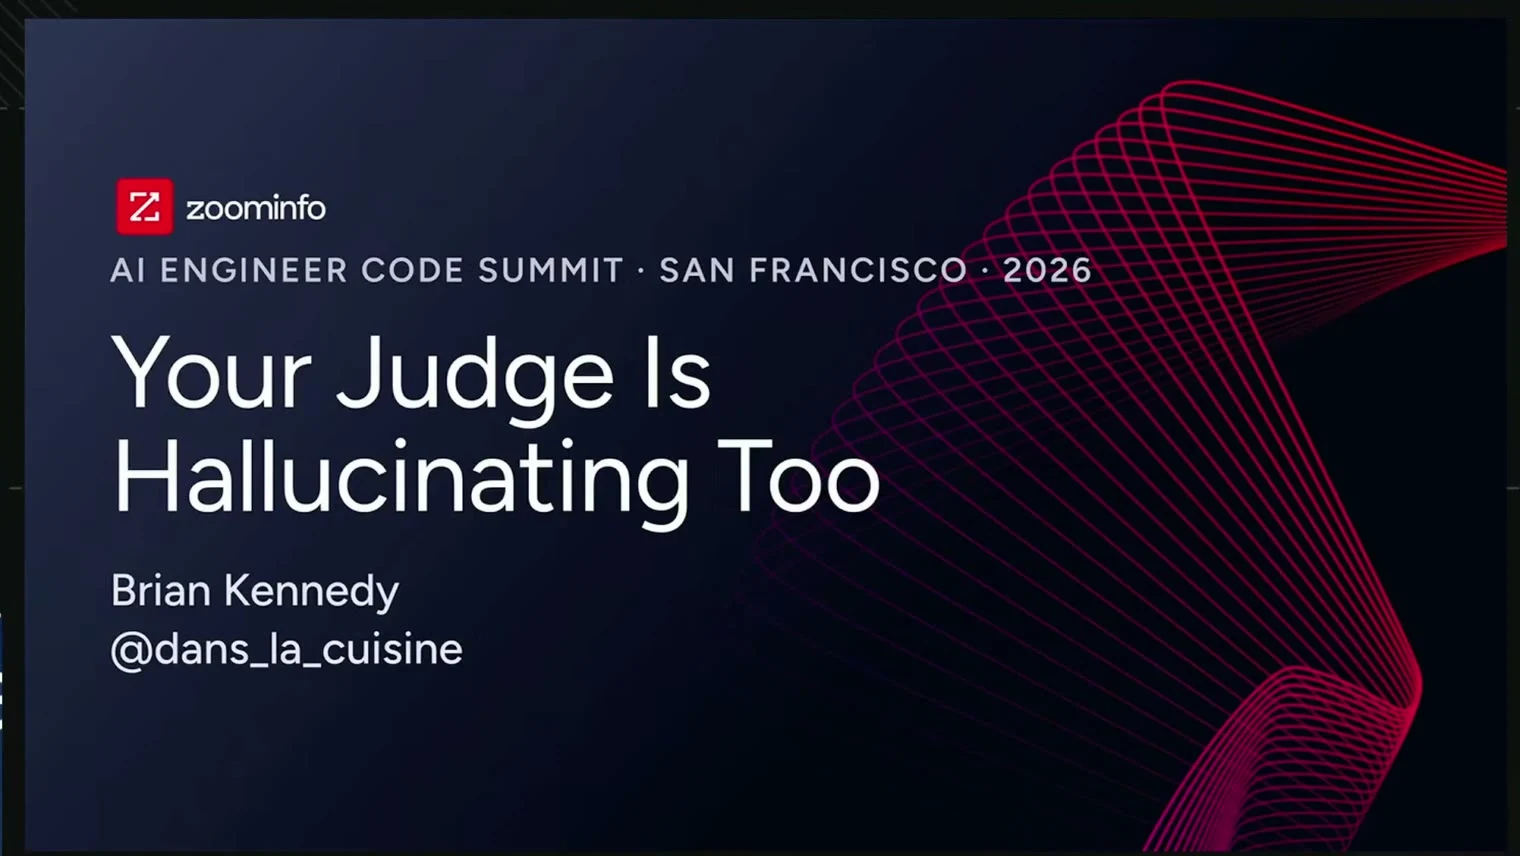 zoominfo
AI ENGINEER CODE SUMMIT · SAN FRANCISCO · 2026
Your Judge Is
Hallucinating Too
Brian Kennedy
@dans_la_cuisine